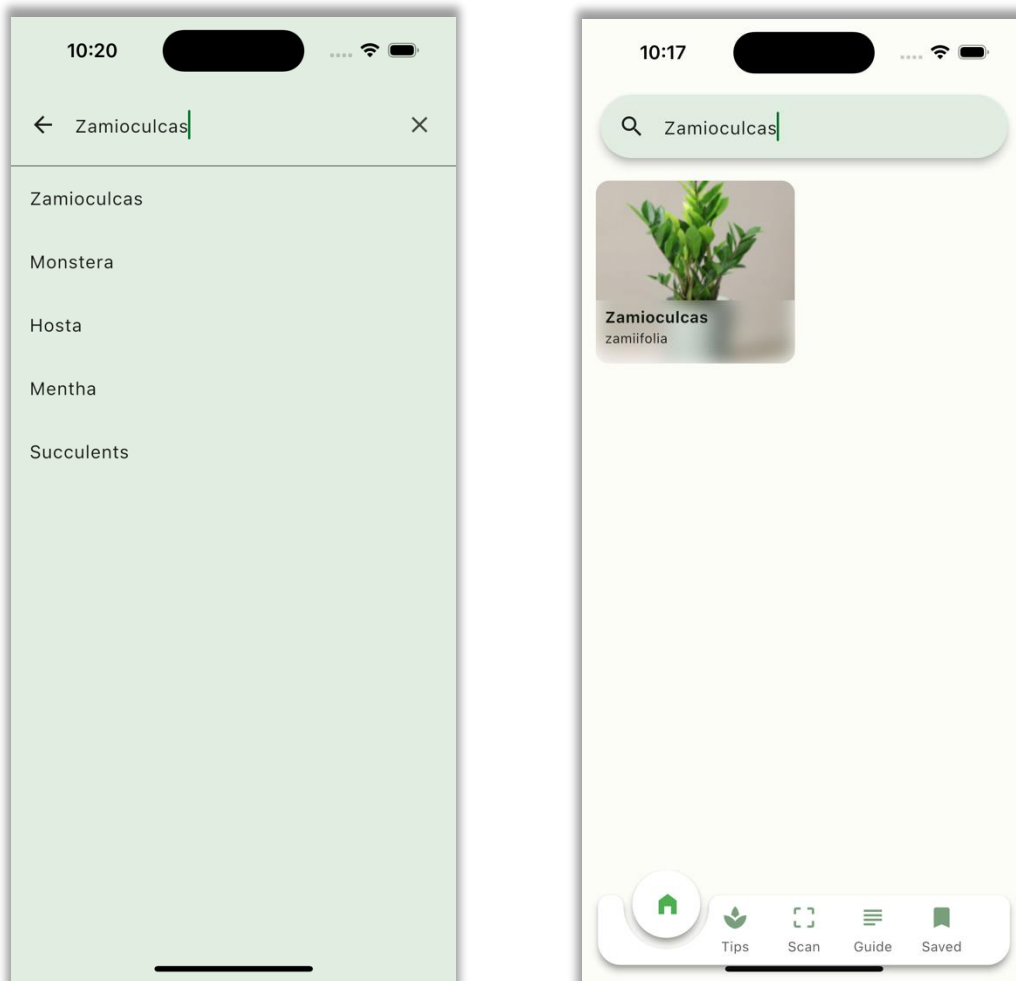 10:20
Zamioculcas
Zamioculcas
Monstera
Hosta
Mentha
Succulents
10:17
Zamioculcas
Zamioculcas
zamiifolia
Tips Scan Guide Saved